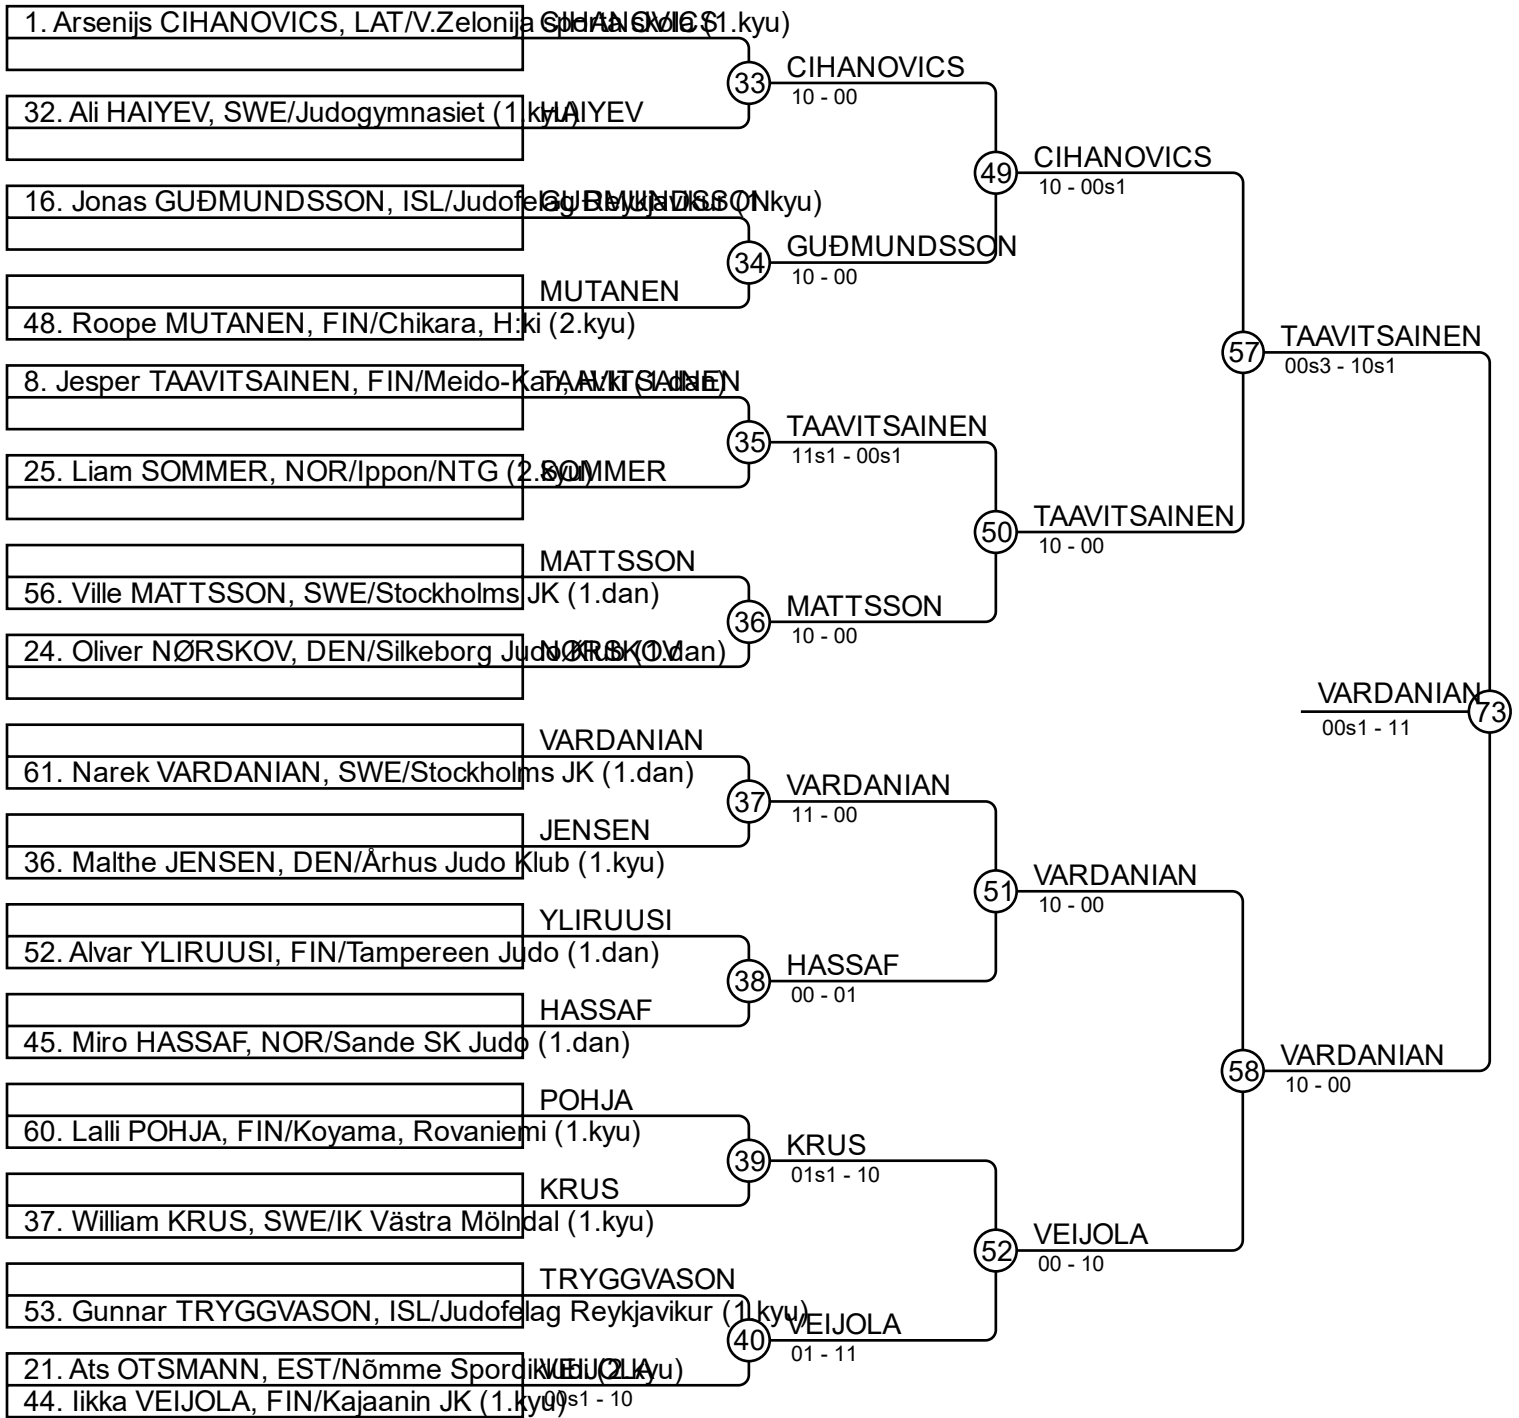 1. Arsenijs CIHANOVICS, LAT/V.Zelonija sporta skola (1.kyu)
CIHANOVICS
33
CIHANOVICS
10 - 00
32. Ali HAIYEV, SWE/Judogymnasiet (1.kyu)
HAIYEV
49
CIHANOVICS
10 - 00s1
16. Jonas GUÐMUNDSSON, ISL/Judofelag Reykjavikur (1.kyu)
GUÐMUNDSSON
34
GUÐMUNDSSON
10 - 00
MUTANEN
48. Roope MUTANEN, FIN/Chikara, H:ki (2.kyu)
57
TAAVITSAINEN
00s3 - 10s1
8. Jesper TAAVITSAINEN, FIN/Meido-Kan, H:ki (1.dan)
TAAVITSAINEN
35
TAAVITSAINEN
11s1 - 00s1
25. Liam SOMMER, NOR/Ippon/NTG (2.kyu)
SOMMER
50
TAAVITSAINEN
10 - 00
MATTSSON
56. Ville MATTSSON, SWE/Stockholms JK (1.dan)
36
MATTSSON
10 - 00
24. Oliver NØRSKOV, DEN/Silkeborg Judo Klub (1.dan)
NØRSKOV
VARDANIAN
73
00s1 - 11
VARDANIAN
61. Narek VARDANIAN, SWE/Stockholms JK (1.dan)
37
VARDANIAN
11 - 00
JENSEN
36. Malthe JENSEN, DEN/Århus Judo Klub (1.kyu)
51
VARDANIAN
10 - 00
YLIRUUSI
52. Alvar YLIRUUSI, FIN/Tampereen Judo (1.dan)
38
HASSAF
00 - 01
HASSAF
45. Miro HASSAF, NOR/Sande SK Judo (1.dan)
58
VARDANIAN
10 - 00
POHJA
60. Lalli POHJA, FIN/Koyama, Rovaniemi (1.kyu)
39
KRUS
01s1 - 10
KRUS
37. William KRUS, SWE/IK Västra Mölndal (1.kyu)
52
VEIJOLA
00 - 10
TRYGGVASON
53. Gunnar TRYGGVASON, ISL/Judofelag Reykjavikur (1.kyu)
40
VEIJOLA
01 - 11
21. Ats OTSMANN, EST/Nõmme Spordiklubi (2.kyu)
VEIJOLA
44. Iikka VEIJOLA, FIN/Kajaanin JK (1.kyu)
00s1 - 10